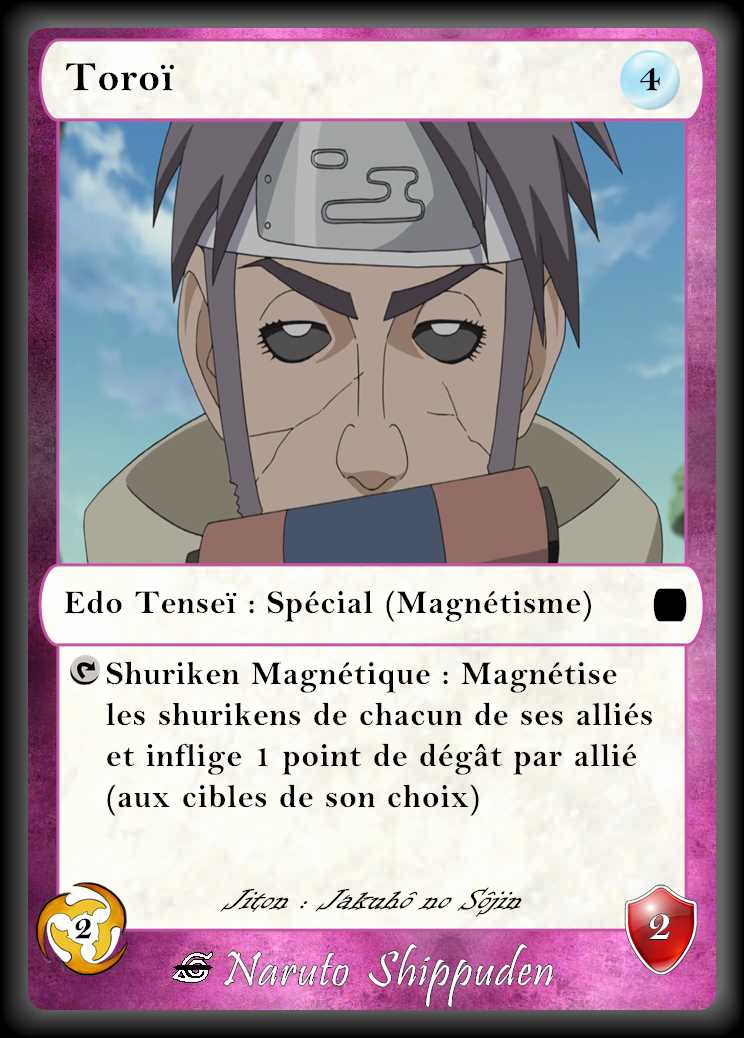 Toroï
4
Edo Tenseï : Spécial (Magnétisme)
Shuriken Magnétique : Magnétise
les shurikens de chacun de ses alliés
et inflige 1 point de dégât par allié
(aux cibles de son choix)
Jiton : Jakuhô no Sôjin
2
2
Naruto Shippuden